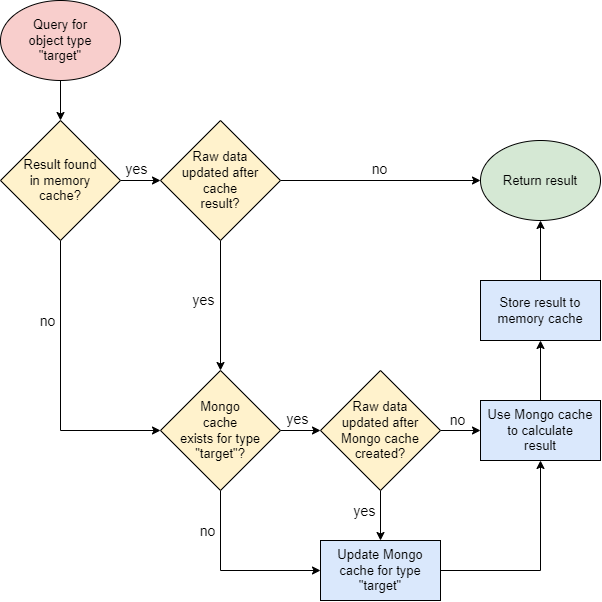 Query for
object type
"target"
Result found
in memory
cache?
yes
Raw data
updated after
cache
result?
no
Return result
no
yes
Store result to
memory cache
Mongo
cache
exists for type
"target"?
yes
Raw data
updated after
Mongo cache
created?
no
Use Mongo cache
to calculate
result
no
yes
Update Mongo
cache for type
"target"